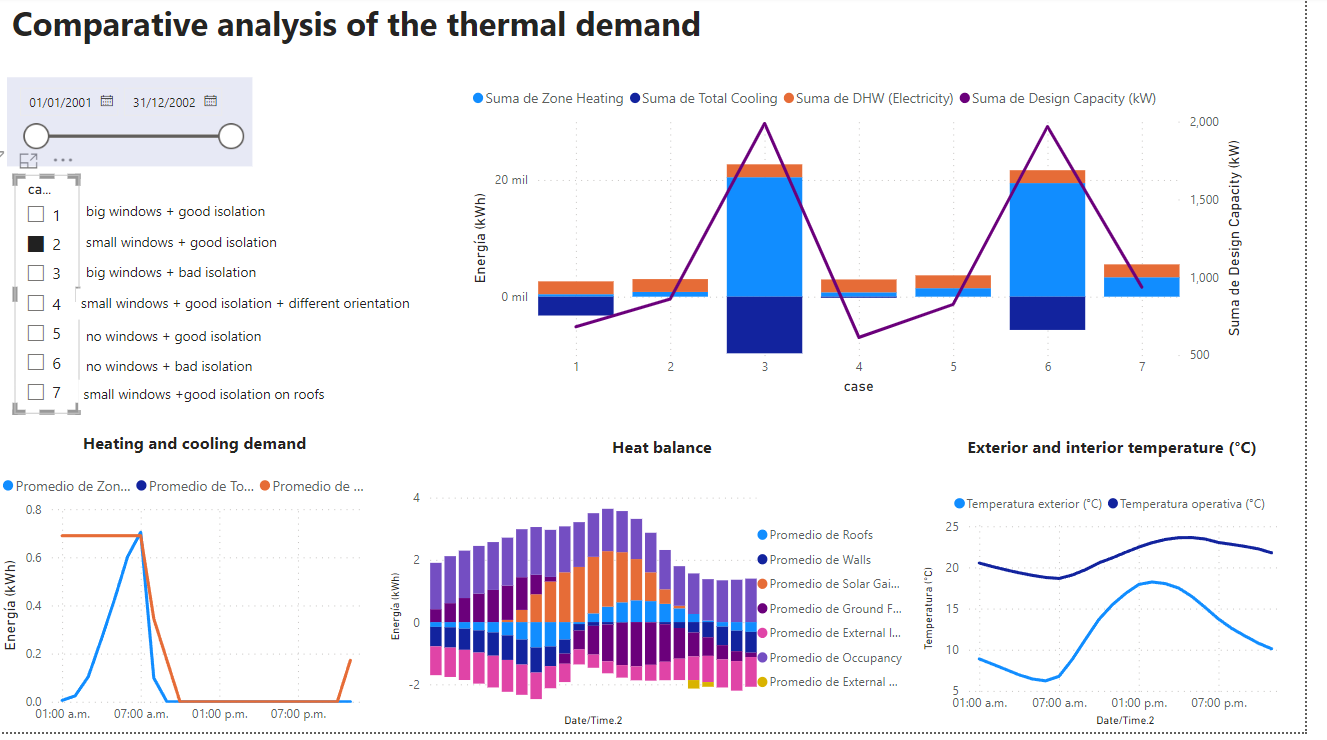 Comparative analysis of the thermal demand
01/01/2001 31/12/2002
ca...
1 big windows + good isolation
2 small windows + good isolation
3 big windows + bad isolation
4 small windows + good isolation + different orientation
5 no windows + good isolation
6 no windows + bad isolation
7 small windows +good isolation on roofs
Suma de Zone Heating Suma de Total Cooling Suma de DHW (Electricity) Suma de Design Capacity (kW)
Energía (kWh)
20 mil
0 mil
2,000
1,500
1,000
500
Suma de Design Capacity (kW)
1 2 3 4 5 6 7
case
Heating and cooling demand
Promedio de Zon... Promedio de To... Promedio de ...
Energía (kWh)
0.8
0.6
0.4
0.2
0.0
01:00 a.m. 07:00 a.m. 01:00 p.m. 07:00 p.m.
Heat balance
Energía (kWh)
4
2
0
-2
Date/Time.2
Promedio de Roofs
Promedio de Walls
Promedio de Solar Gai...
Promedio de Ground F...
Promedio de External I...
Promedio de Occupancy
Promedio de External ...
Exterior and interior temperature (°C)
Temperatura exterior (°C) Temperatura operativa (°C)
Temperatura (°C)
25
20
15
10
5
01:00 a.m. 07:00 a.m. 01:00 p.m. 07:00 p.m.
Date/Time.2